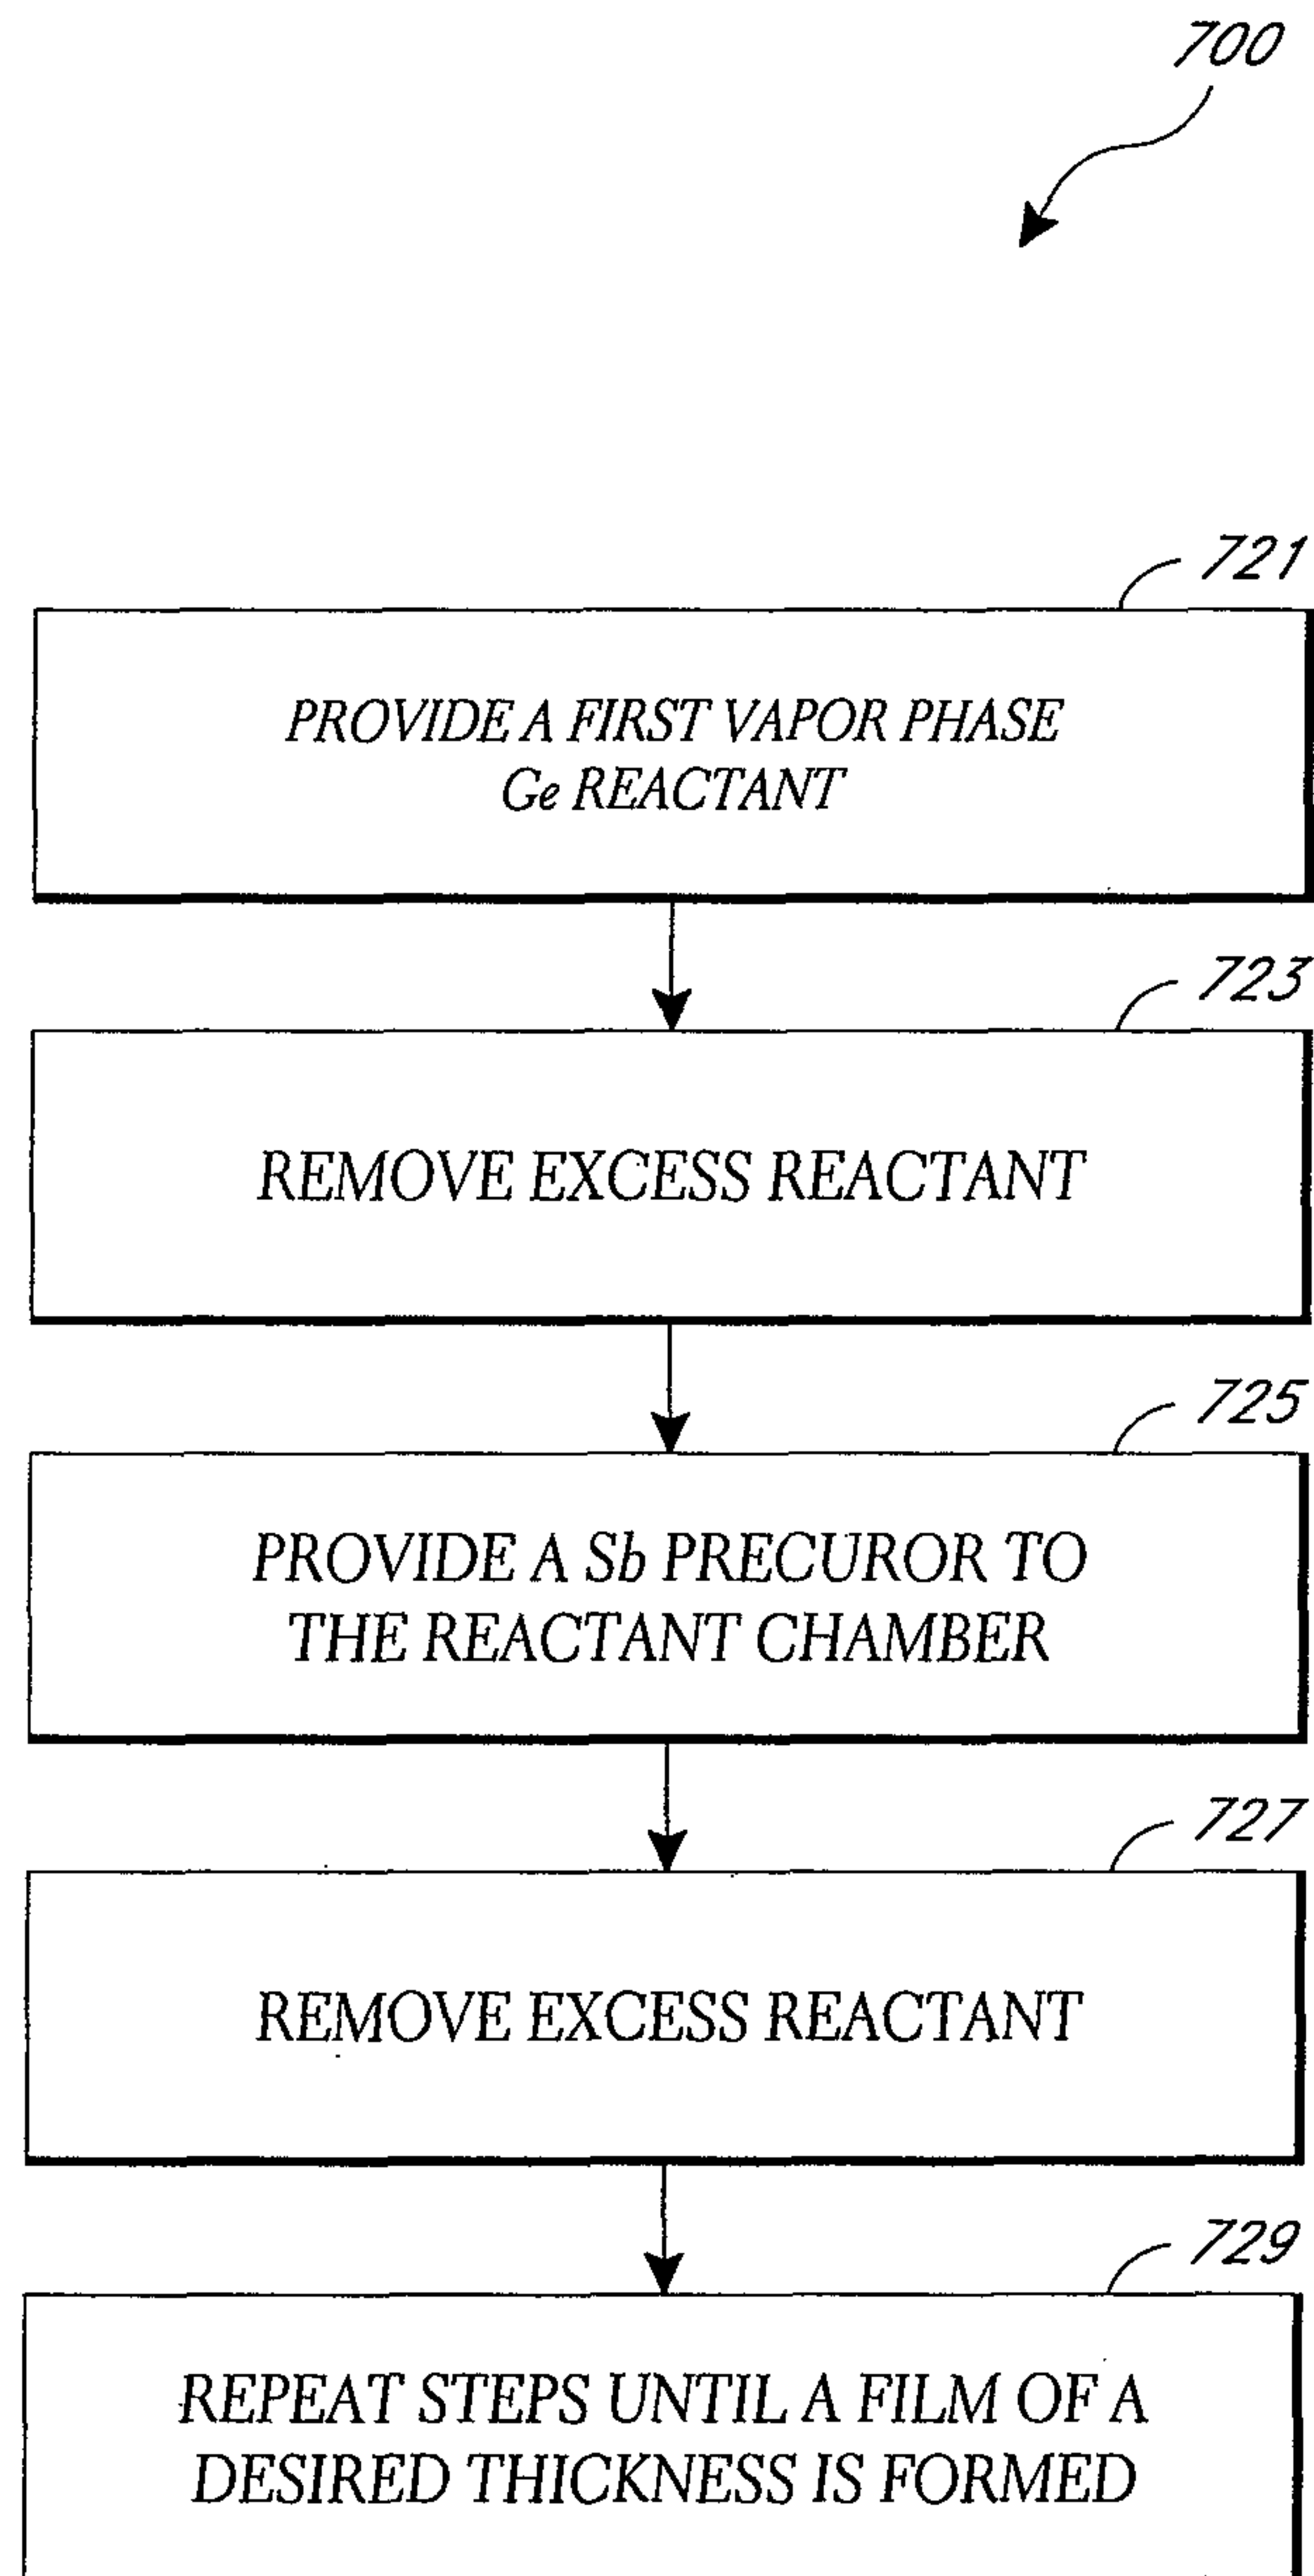 700
721
PROVIDE A FIRST VAPOR PHASE
Ge REACTANT
723
REMOVE EXCESS REACTANT
725
PROVIDE A Sb PRECUROR TO
THE REACTANT CHAMBER
727
REMOVE EXCESS REACTANT
729
REPEAT STEPS UNTIL A FILM OF A
DESIRED THICKNESS IS FORMED